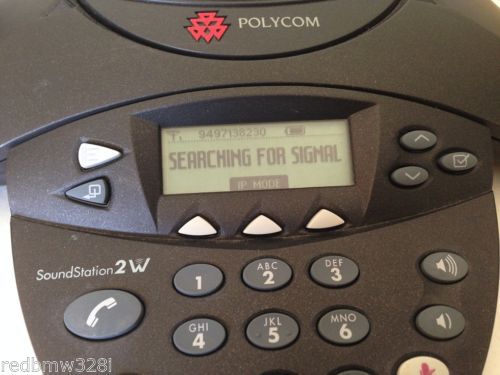 POLYCOM
9497138230
SEARCHING FOR SIGNAL
IP MODE
SoundStation2W
1
ABC
2
DEF
3
GHI
4
JKL
5
MNO
6
redbmw328i